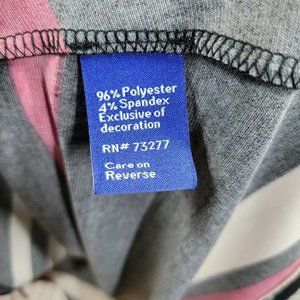 96% Polyester
4% Spandex
Exclusive of
decoration
RN# 73277
Care on
Reverse